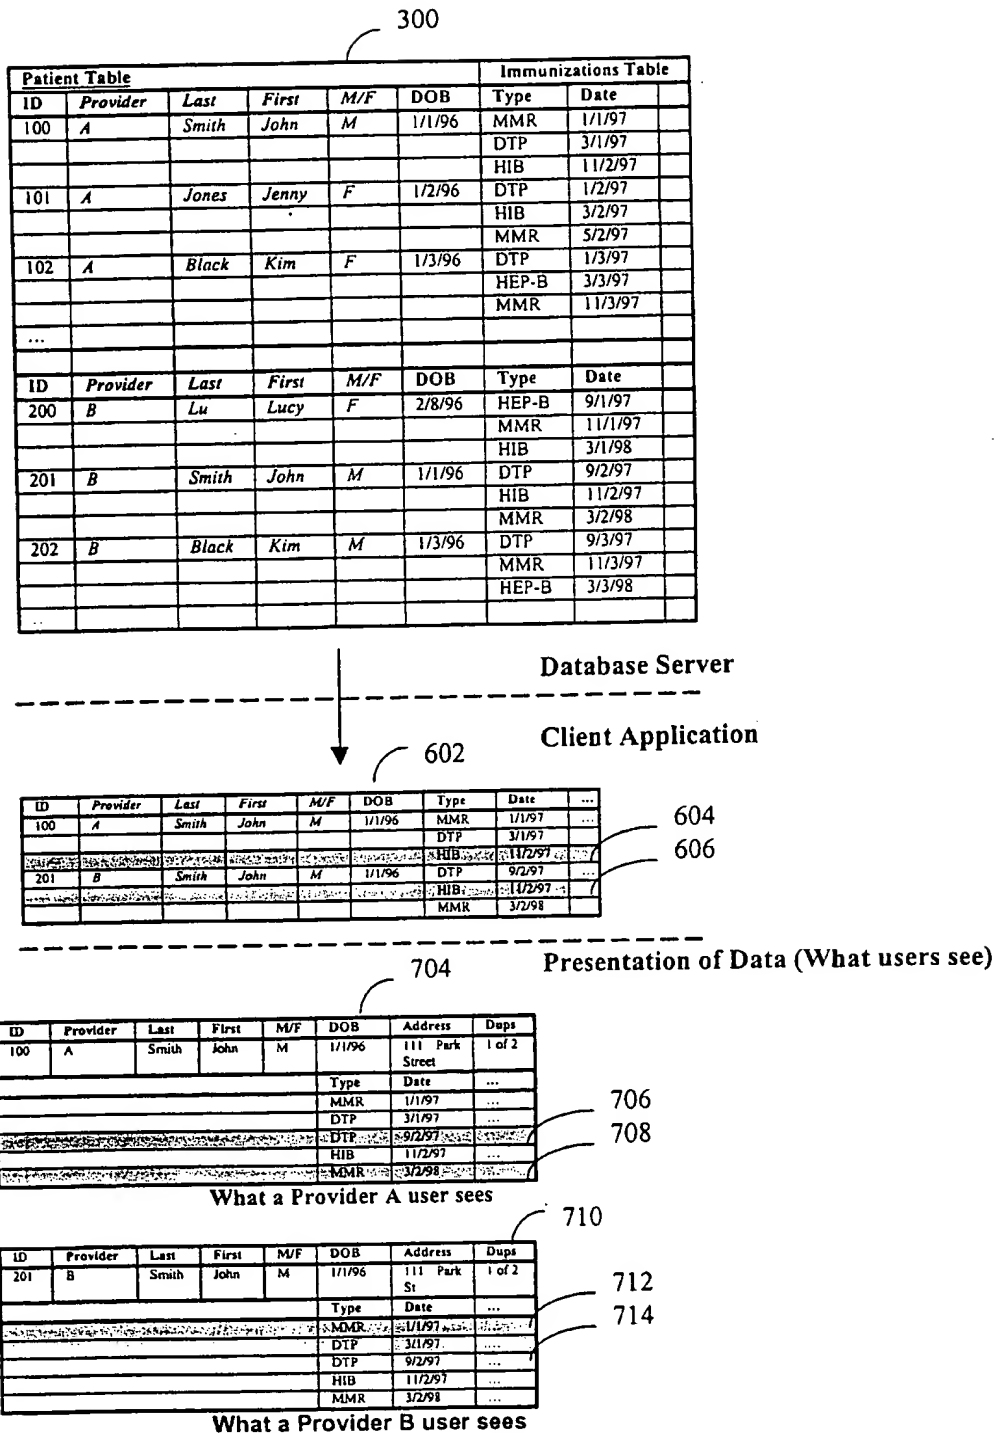 300
Patient Table Immunizations Table
ID Provider Last First M/F DOB Type Date
100 A Smith John M 1/1/96 MMR 1/1/97
DTP 3/1/97
HIB 11/2/97
101 A Jones Jenny F 1/2/96 DTP 1/2/97
HIB 3/2/97
MMR 5/2/97
102 A Black Kim F 1/3/96 DTP 1/3/97
HEP-B 3/3/97
MMR 11/3/97
...
ID Provider Last First M/F DOB Type Date
200 B Lu Lucy F 2/8/96 HEP-B 9/1/97
MMR 11/1/97
HIB 3/1/98
201 B Smith John M 1/1/96 DTP 9/2/97
HIB 11/2/97
MMR 3/2/98
202 B Black Kim M 1/3/96 DTP 9/3/97
MMR 11/3/97
HEP-B 3/3/98
..
Database Server
Client Application
602
ID Provider Last First M/F DOB Type Date ...
100 A Smith John M 1/1/96 MMR 1/1/97 ...
DTP 3/1/97
HIB 11/2/97 604
201 B Smith John M 1/1/96 DTP 9/2/97 ...
HIB 11/2/97 606
MMR 3/2/98
Presentation of Data (What users see)
704
ID Provider Last First M/F DOB Address Dups
100 A Smith John M 1/1/96 111 Park 1 of 2
Street
Type Date ...
MMR 1/1/97 ...
DTP 3/1/97 ...
DTP 9/2/97 ... 706
HIB 11/2/97 ...
MMR 3/2/98 ... 708
What a Provider A user sees
710
ID Provider Last First M/F DOB Address Dups
201 B Smith John M 1/1/96 111 Park 1 of 2
St
Type Date ...
MMR 1/1/97 ... 712
DTP 3/1/97 ... 714
DTP 9/2/97 ...
HIB 11/2/97 ...
MMR 3/2/98 ...
What a Provider B user sees